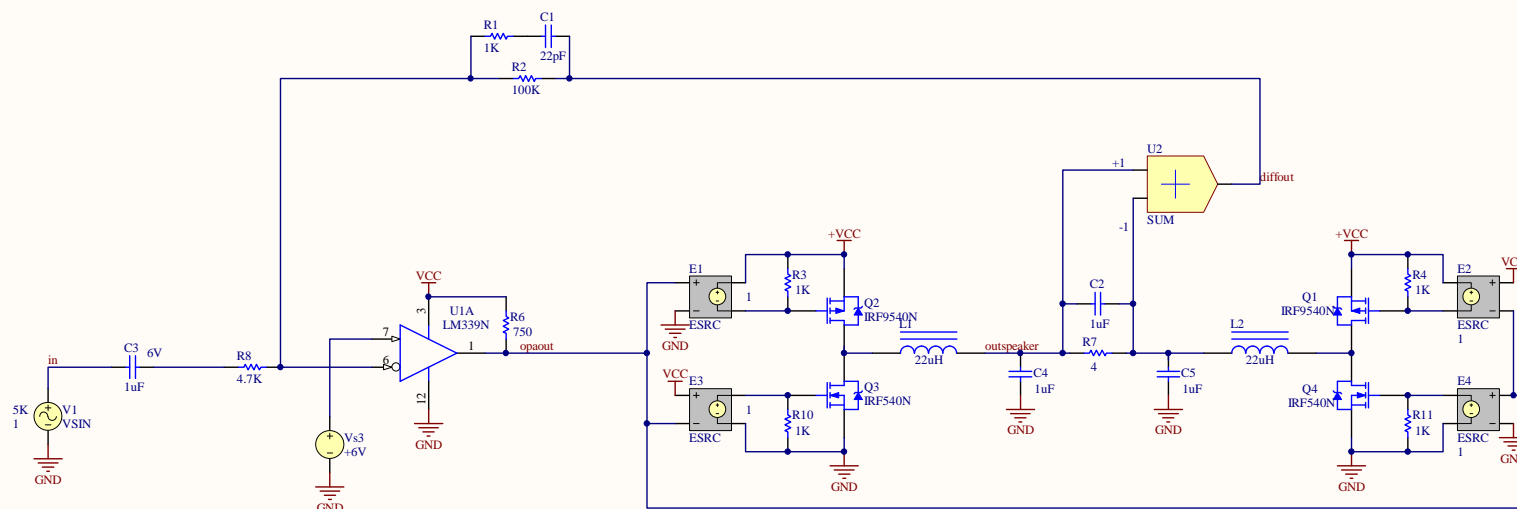 R1
1K
C1
22pF
R2
100K
U2
+1
-1
SUM
diffout
in
C3
6V
1uF
R8
4.7K
5K
1
V1
VSIN
GND
Vs3
+6V
GND
VCC
U1A
LM339N
3
7
6
1
12
GND
R6
750
opaout
E1
ESRC
1
GND
VCC
E3
ESRC
1
R3
1K
R10
1K
+VCC
Q2
IRF9540N
Q3
IRF540N
GND
L1
22uH
outspeaker
C4
1uF
GND
C2
1uF
R7
4
C5
1uF
GND
L2
22uH
+VCC
Q1
IRF9540N
Q4
IRF540N
GND
R4
1K
R11
1K
E2
ESRC
1
E4
ESRC
1